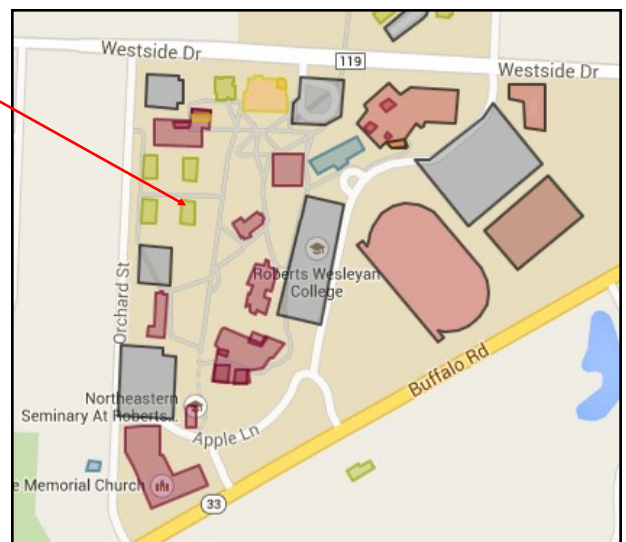 Westside Dr
119
Westside Dr
Orchard St
Roberts Wesleyan
College
Buffalo Rd
Northeastern
Seminary At Roberts...
Apple Ln
e Memorial Church
33